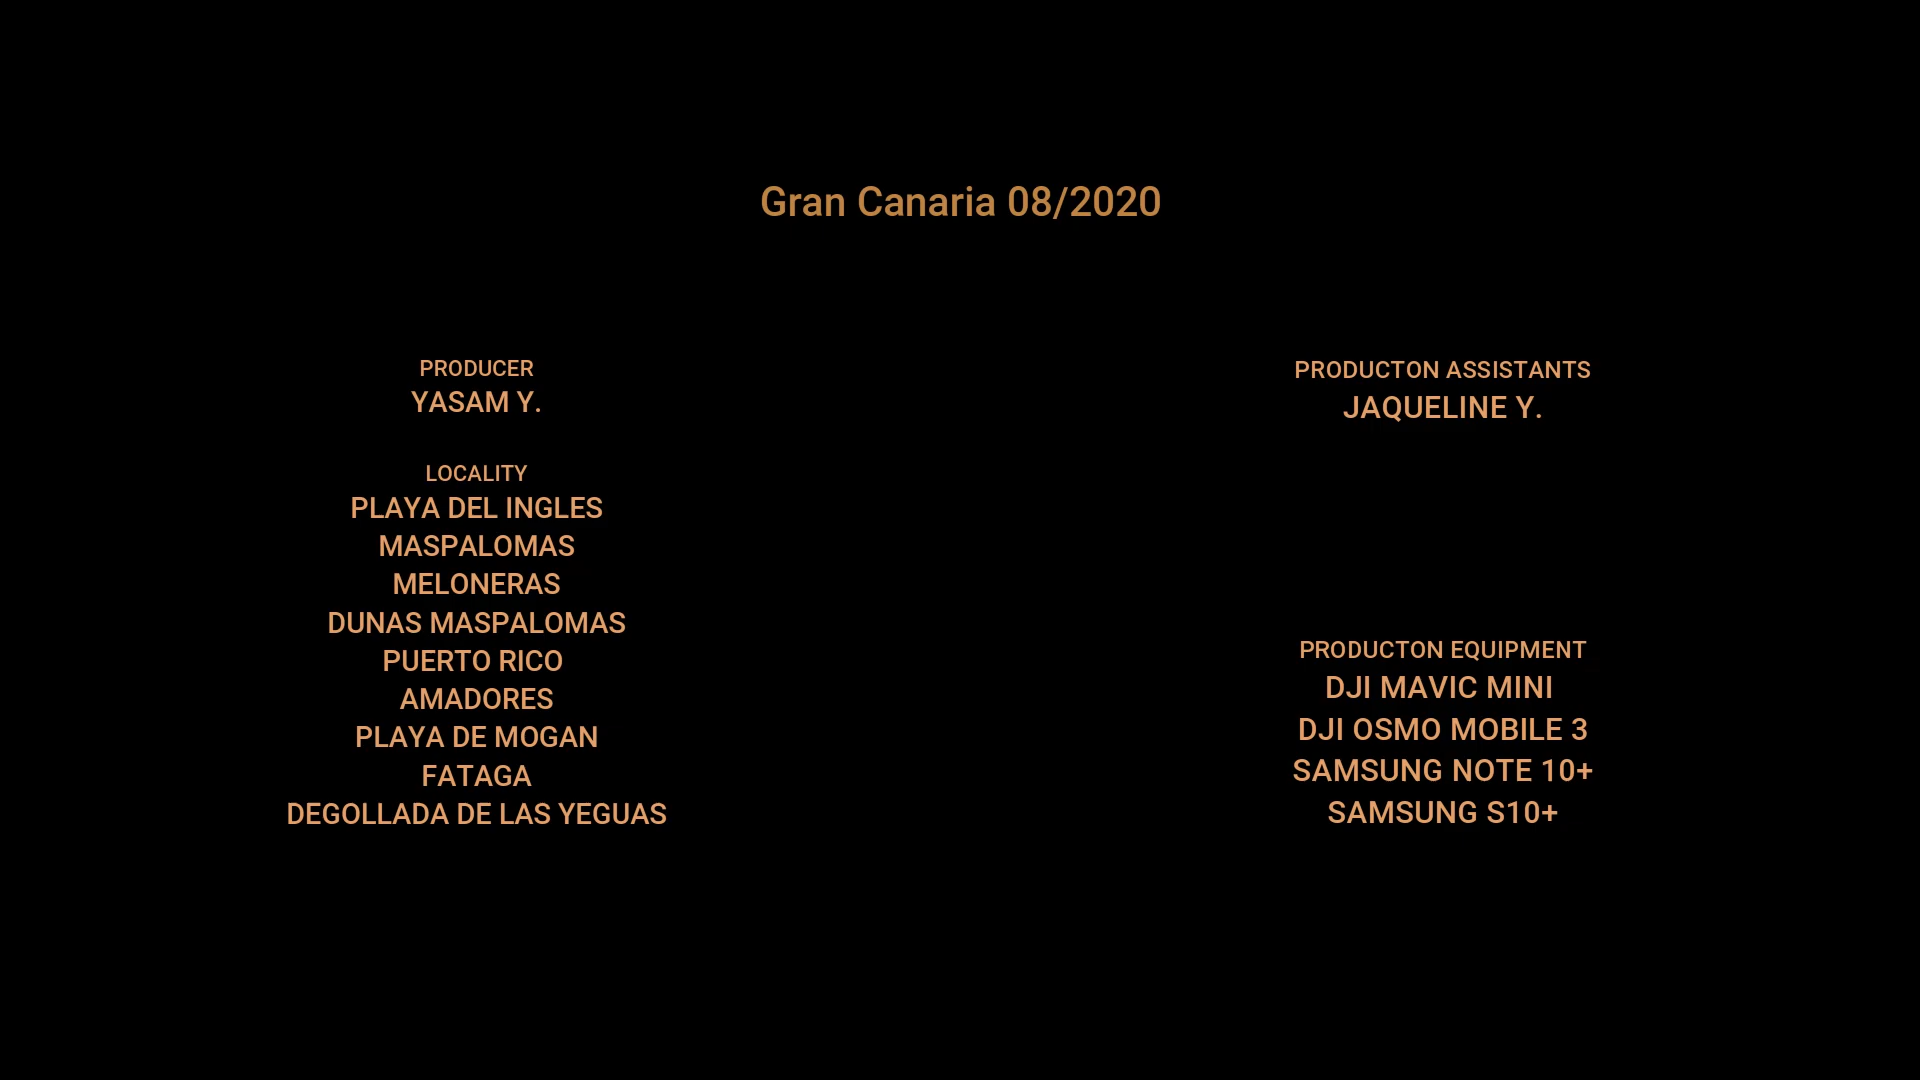 Gran Canaria 08/2020
PRODUCER
YASAM Y.
LOCALITY
PLAYA DEL INGLES
MASPALOMAS
MELONERAS
DUNAS MASPALOMAS
PUERTO RICO
AMADORES
PLAYA DE MOGAN
FATAGA
DEGOLLADA DE LAS YEGUAS
PRODUCTON ASSISTANTS
JAQUELINE Y.
PRODUCTON EQUIPMENT
DJI MAVIC MINI
DJI OSMO MOBILE 3
SAMSUNG NOTE 10+
SAMSUNG S10+